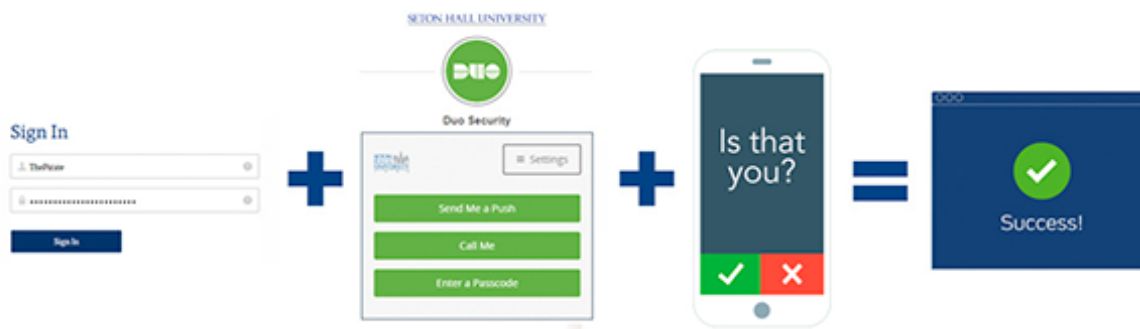 SETON HALL UNIVERSITY
DUO
Duo Security
Sign In
ThePirate
Sign In
Settings
Send Me a Push
Call Me
Enter a Passcode
Is that
you?
Success!